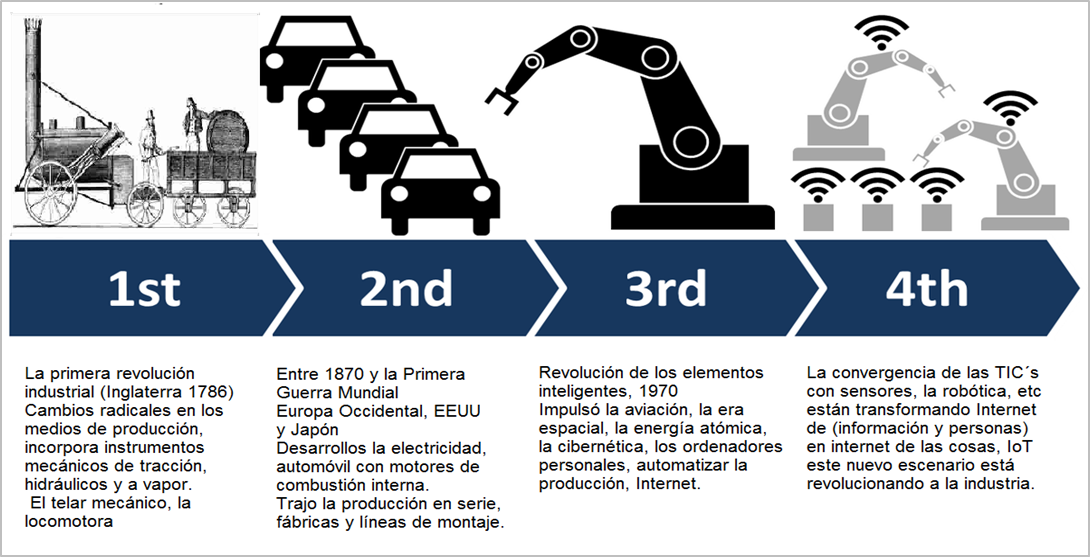 1st
2nd
3rd
4th
La primera revolución
industrial (Inglaterra 1786)
Cambios radicales en los
medios de producción,
incorpora instrumentos
mecánicos de tracción,
hidráulicos y a vapor.
El telar mecánico, la
locomotora
Entre 1870 y la Primera
Guerra Mundial
Europa Occidental, EEUU
y Japón
Desarrollos la electricidad,
automóvil con motores de
combustión interna.
Trajo la producción en serie,
fábricas y líneas de montaje.
Revolución de los elementos
inteligentes, 1970
Impulsó la aviación, la era
espacial, la energía atómica,
la cibernética, los ordenadores
personales, automatizar la
producción, Internet.
La convergencia de las TIC´s
con sensores, la robótica, etc
están transformando Internet
de (información y personas)
en internet de las cosas, IoT
este nuevo escenario está
revolucionando a la industria.